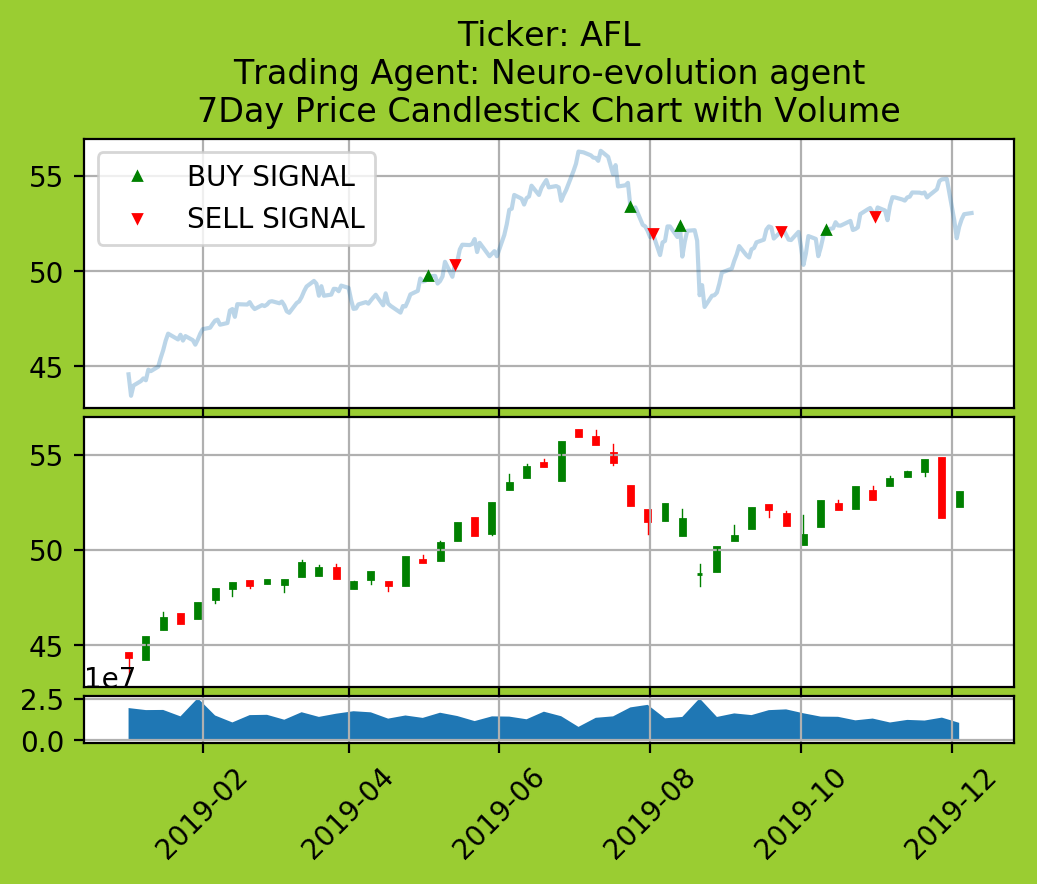 Ticker: AFL
Trading Agent: Neuro-evolution agent
7Day Price Candlestick Chart with Volume
BUY SIGNAL
SELL SIGNAL
55
50
45
55
50
45
1e7
2.5
0.0
2019-02
2019-04
2019-06
2019-08
2019-10
2019-12